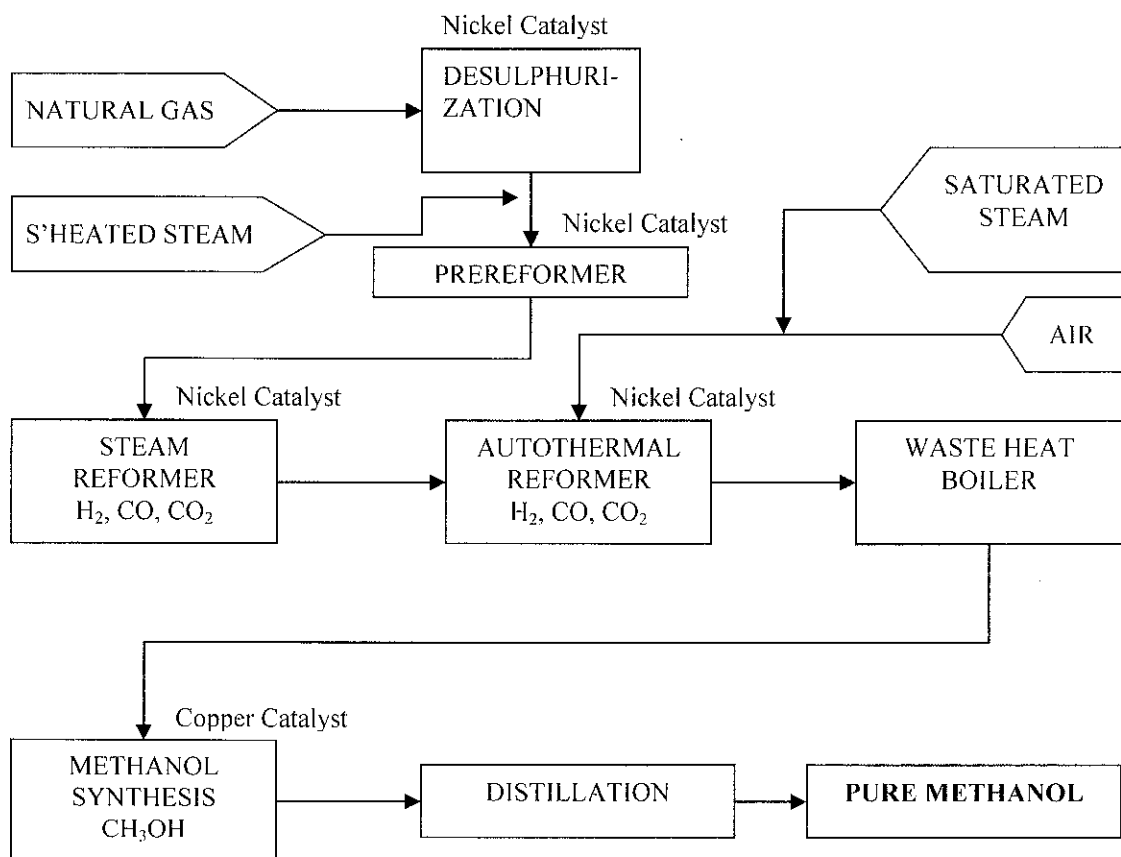 Nickel Catalyst
DESULPHURI-
ZATION
NATURAL GAS
SATURATED
STEAM
S'HEATED STEAM
Nickel Catalyst
PREREFORMER
AIR
Nickel Catalyst
Nickel Catalyst
STEAM
REFORMER
H₂, CO, CO₂
AUTOTHERMAL
REFORMER
H₂, CO, CO₂
WASTE HEAT
BOILER
Copper Catalyst
METHANOL
SYNTHESIS
CH₃OH
DISTILLATION
PURE METHANOL